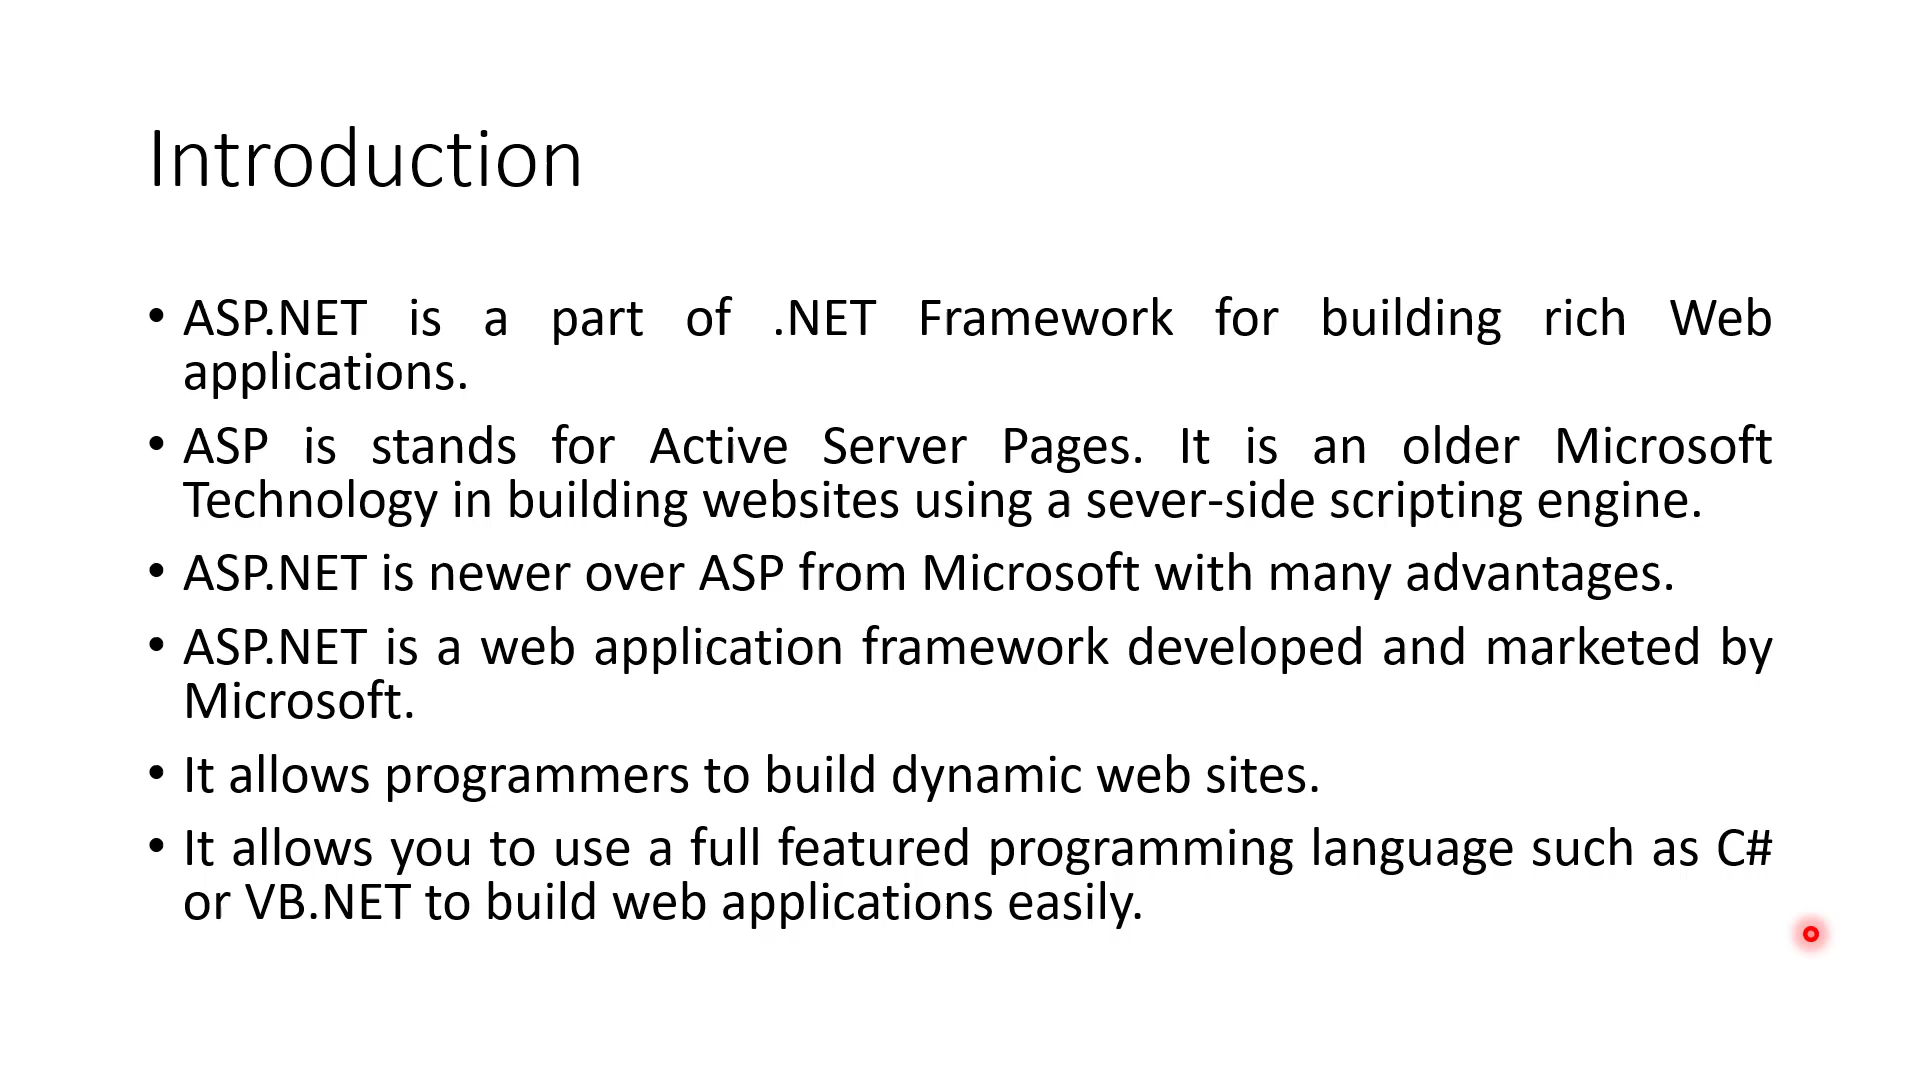 Introduction
• ASP.NET is a part of .NET Framework for building rich Web
applications.
• ASP is stands for Active Server Pages. It is an older Microsoft
Technology in building websites using a sever-side scripting engine.
• ASP.NET is newer over ASP from Microsoft with many advantages.
• ASP.NET is a web application framework developed and marketed by
Microsoft.
• It allows programmers to build dynamic web sites.
• It allows you to use a full featured programming language such as C#
or VB.NET to build web applications easily.